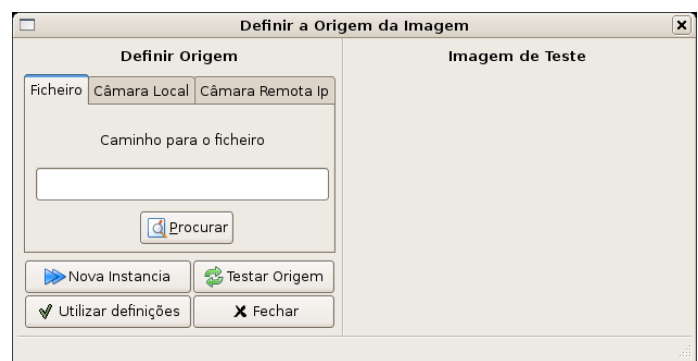 Definir a Origem da Imagem
Definir Origem
Imagem de Teste
Ficheiro Câmara Local Câmara Remota Ip
Caminho para o ficheiro
Procurar
Nova Instancia Testar Origem
Utilizar definições Fechar